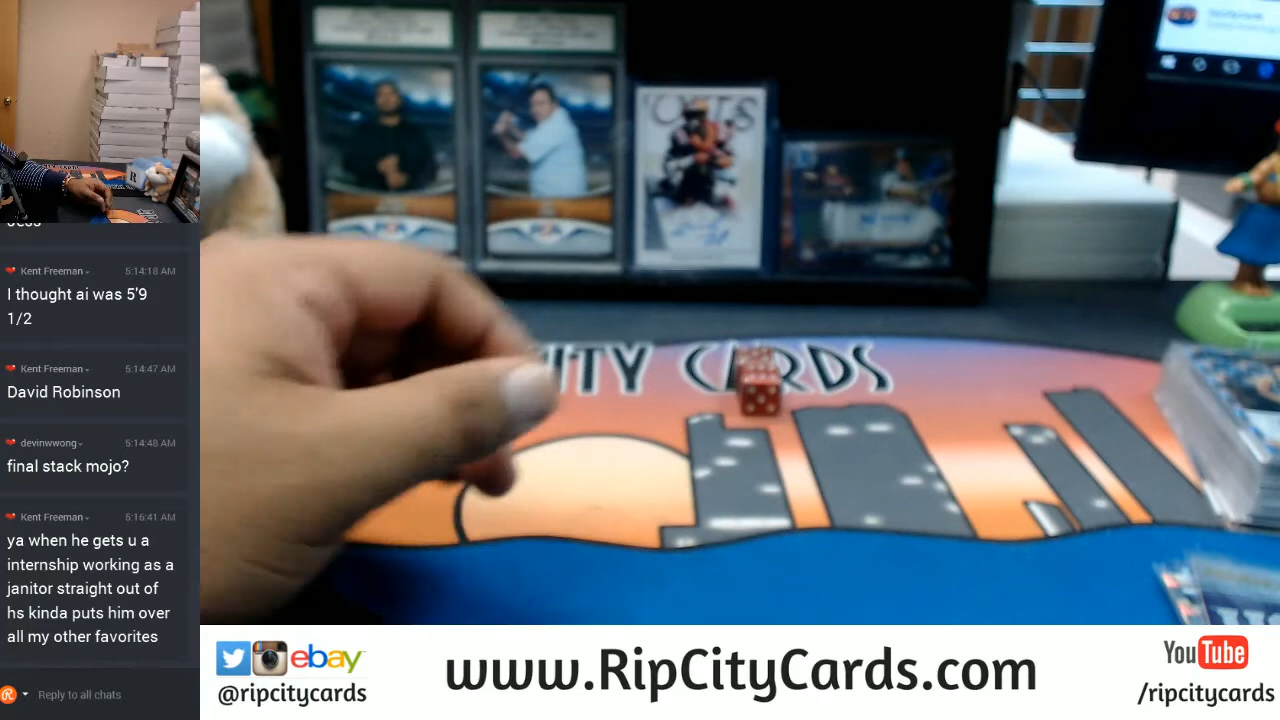 Kent Freeman
5:14:18 AM
I thought ai was 5'9
1/2
Kent Freeman
5:14:47 AM
David Robinson
devinwwong
5:14:48 AM
final stack mojo?
Kent Freeman
5:16:41 AM
ya when he gets u a
internship working as a
janitor straight out of
hs kinda puts him over
all my other favorites
Reply to all chats
CITY CARDS
ebay
@ripcitycards
www.RipCityCards.com
YouTube
/ripcitycards